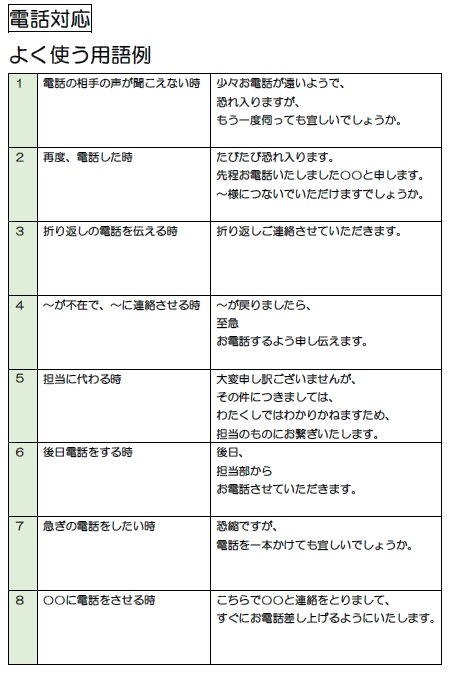 電話対応
よく使う用語例
1 電話の相手の声が聞こえない時 少々お電話が遠いようで、
恐れ入りますが、
もう一度伺っても宜しいでしょうか。
2 再度、電話した時 たびたび恐れ入ります。
先程お電話いたしました〇〇と申します。
～様につないでいただけますでしょうか。
3 折り返しの電話を伝える時 折り返しご連絡させていただきます。
4 ～が不在で、～に連絡させる時 ～が戻りましたら、
至急
お電話するよう申し伝えます。
5 担当に代わる時 大変申し訳ございませんが、
その件につきましては、
わたくしではわかりかねますため、
担当のものにお繋ぎいたします。
6 後日電話をする時 後日、
担当部から
お電話させていただきます。
7 急ぎの電話をしたい時 恐縮ですが、
電話を一本かけても宜しいでしょうか。
8 〇〇に電話をさせる時 こちらで〇〇と連絡をとりまして、
すぐにお電話差し上げるようにいたします。